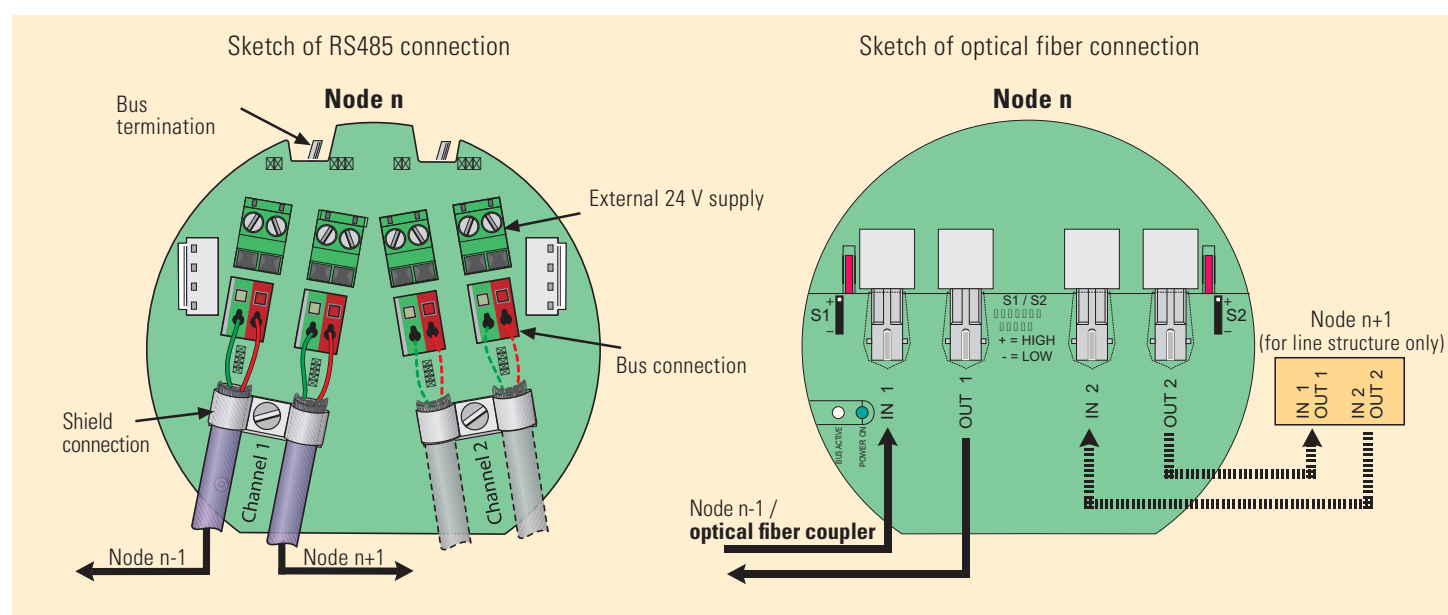 Sketch of RS485 connection
Node n
Bus
termination
External 24 V supply
Bus connection
Shield
connection
Channel 1
Channel 2
Node n-1
Node n+1
Sketch of optical fiber connection
Node n
S1
+
−
S1 / S2
+ = HIGH
- = LOW
+
S2
−
BUS ACTIVE
POWER ON
IN 1
OUT 1
IN 2
OUT 2
Node n+1
(for line structure only)
IN 1
OUT 1
IN 2
OUT 2
Node n-1 /
optical fiber coupler